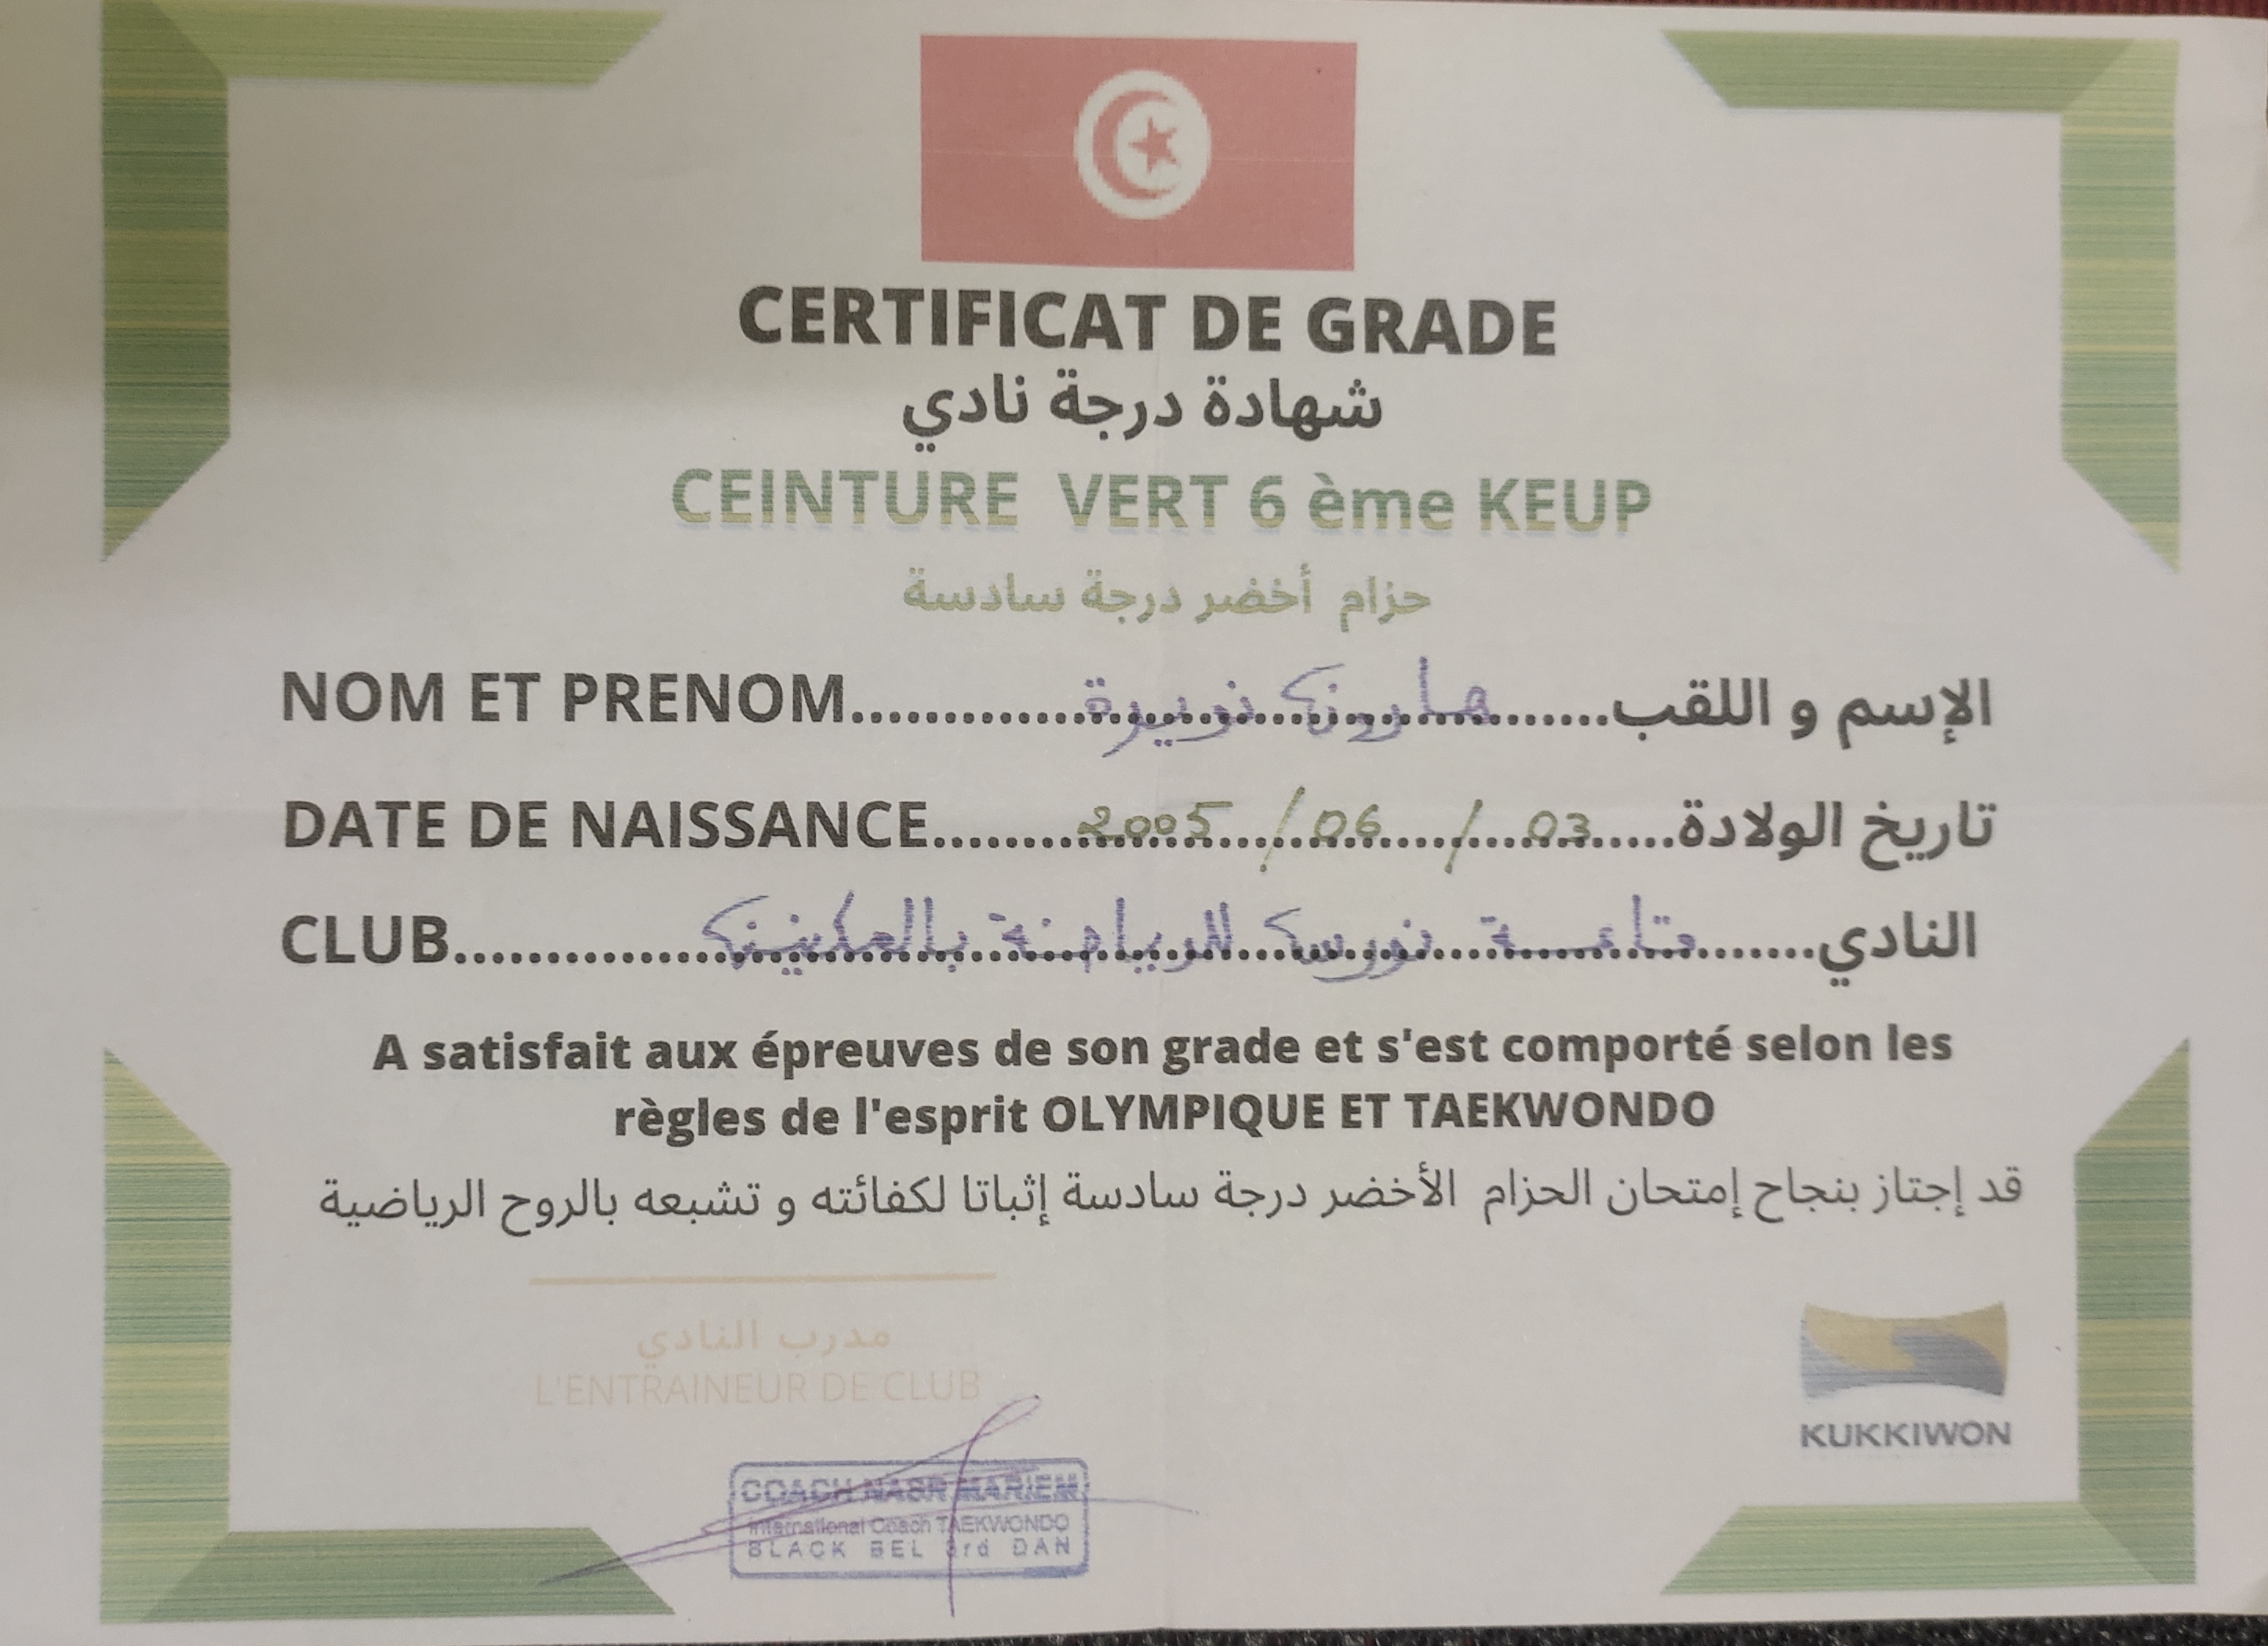 CERTIFICAT DE GRADE
شهادة درجة نادي
CEINTURE VERT 6 ème KEUP
حزام أخضر درجة سادسة
NOM ET PRENOM.......... هارون نويرة ..........الإسم و اللقب
DATE DE NAISSANCE.......... 2005 / 06 / 03 ..........تاريخ الولادة
CLUB.......... قاعة نورس للرياضة بالعكنين ..........النادي
A satisfait aux épreuves de son grade et s'est comporté selon les
règles de l'esprit OLYMPIQUE ET TAEKWONDO
قد إجتاز بنجاح إمتحان الحزام الأخضر درجة سادسة إثباتا لكفائته و تشبعه بالروح الرياضية
مدرب النادي
L'ENTRAINEUR DE CLUB
COACH NASR MARIEM
International Coach TAEKWONDO
BLACK BEL 3rd DAN
KUKKIWON